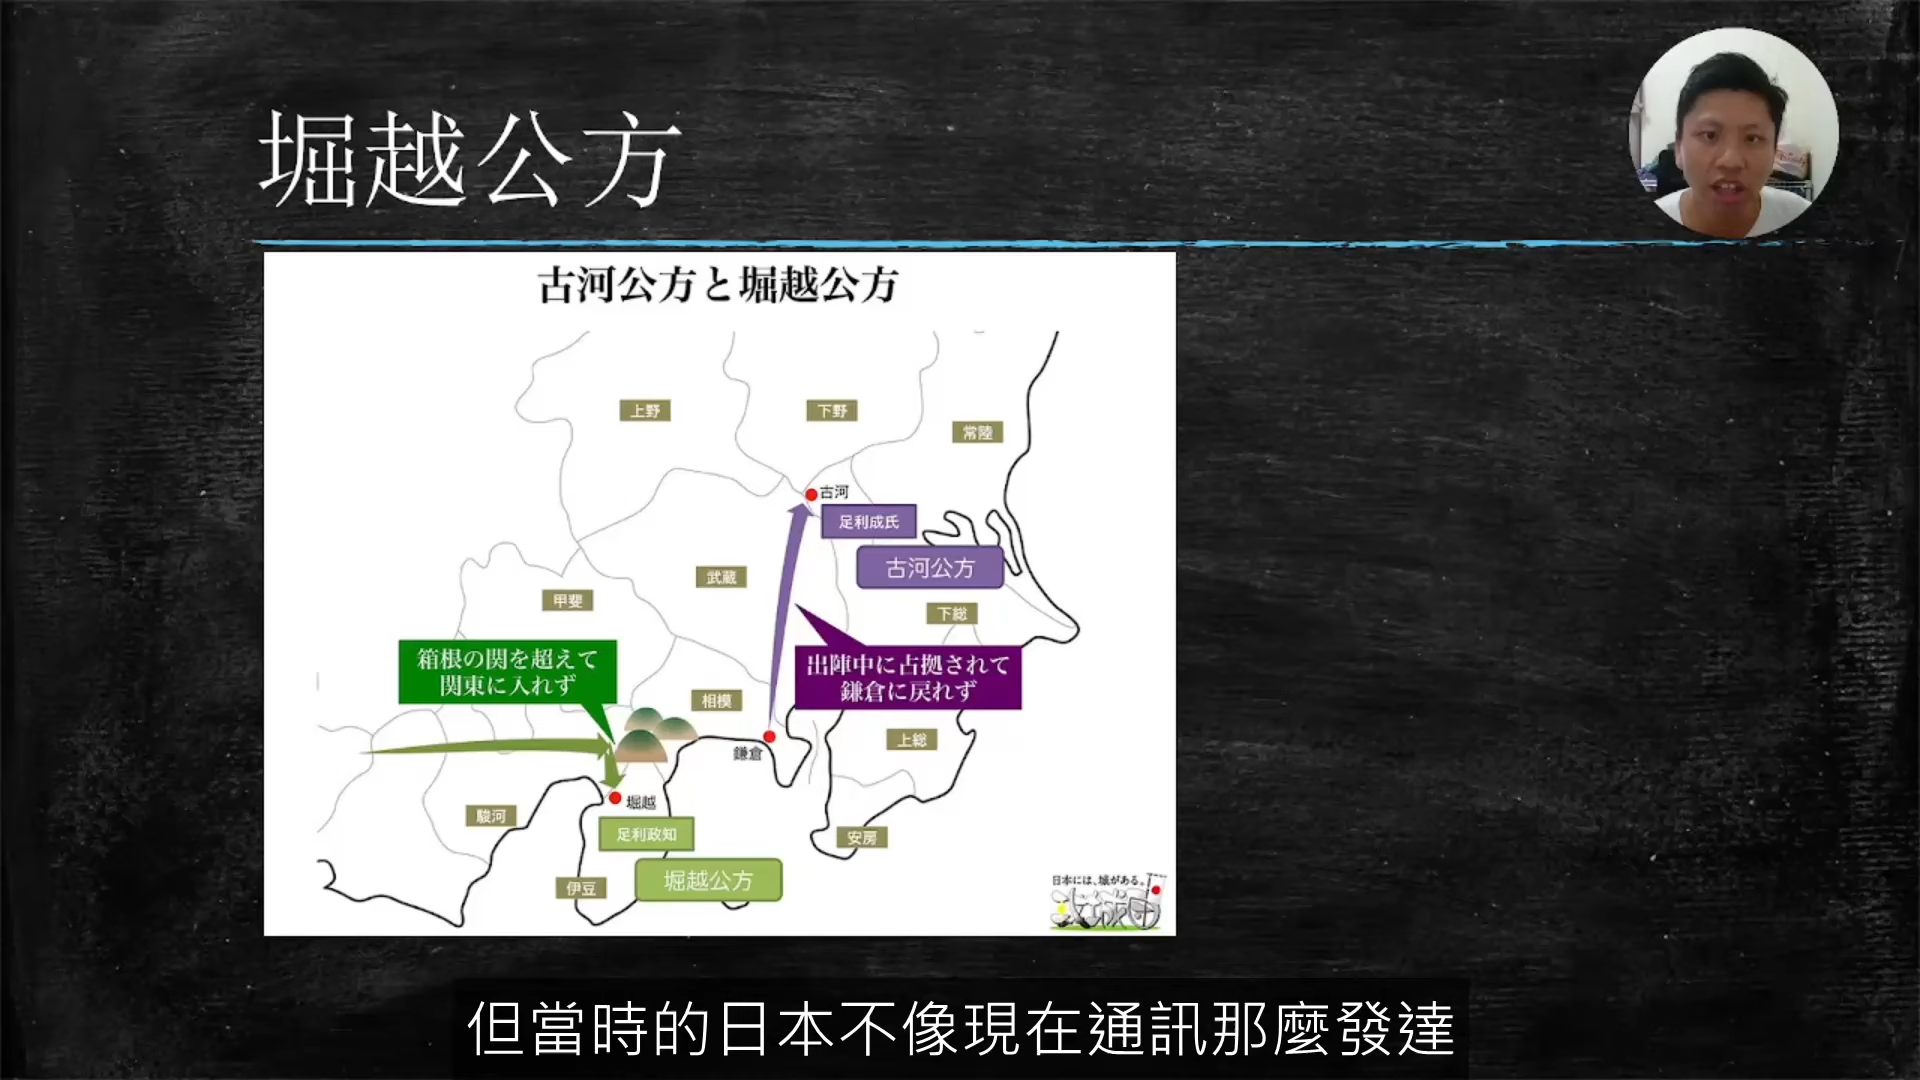 堀越公方
古河公方と堀越公方
上野
下野
常陸
古河
足利成氏
古河公方
武蔵
甲斐
下総
箱根の関を超えて
関東に入れず
出陣中に占拠されて
鎌倉に戻れず
相模
鎌倉
上総
堀越
駿河
足利政知
安房
堀越公方
伊豆
日本には、城がある。
攻城団
但當時的日本不像現在通訊那麼發達